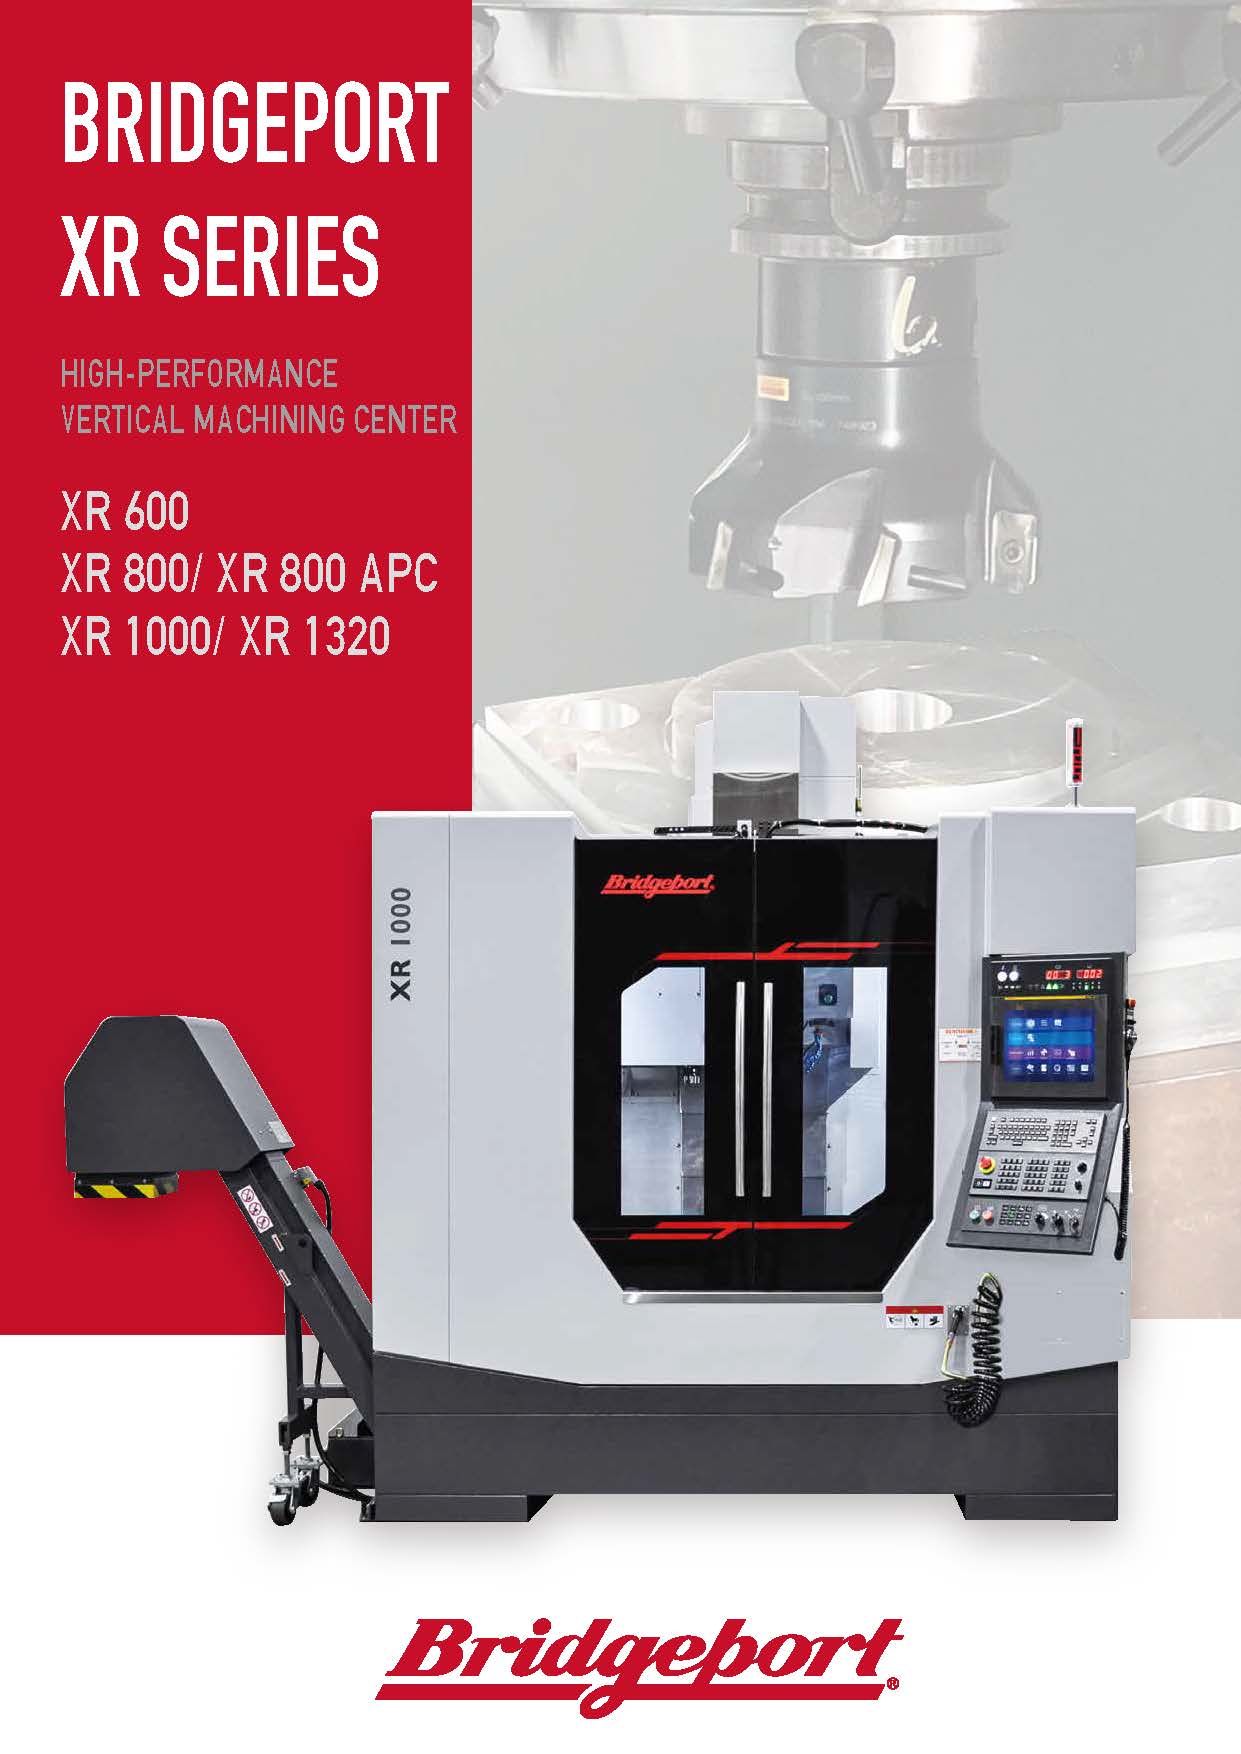 BRIDGEPORT
XR SERIES
HIGH-PERFORMANCE
VERTICAL MACHINING CENTER
XR 600
XR 800/ XR 800 APC
XR 1000/ XR 1320
Bridgeport
XR 1000
Bridgeport®